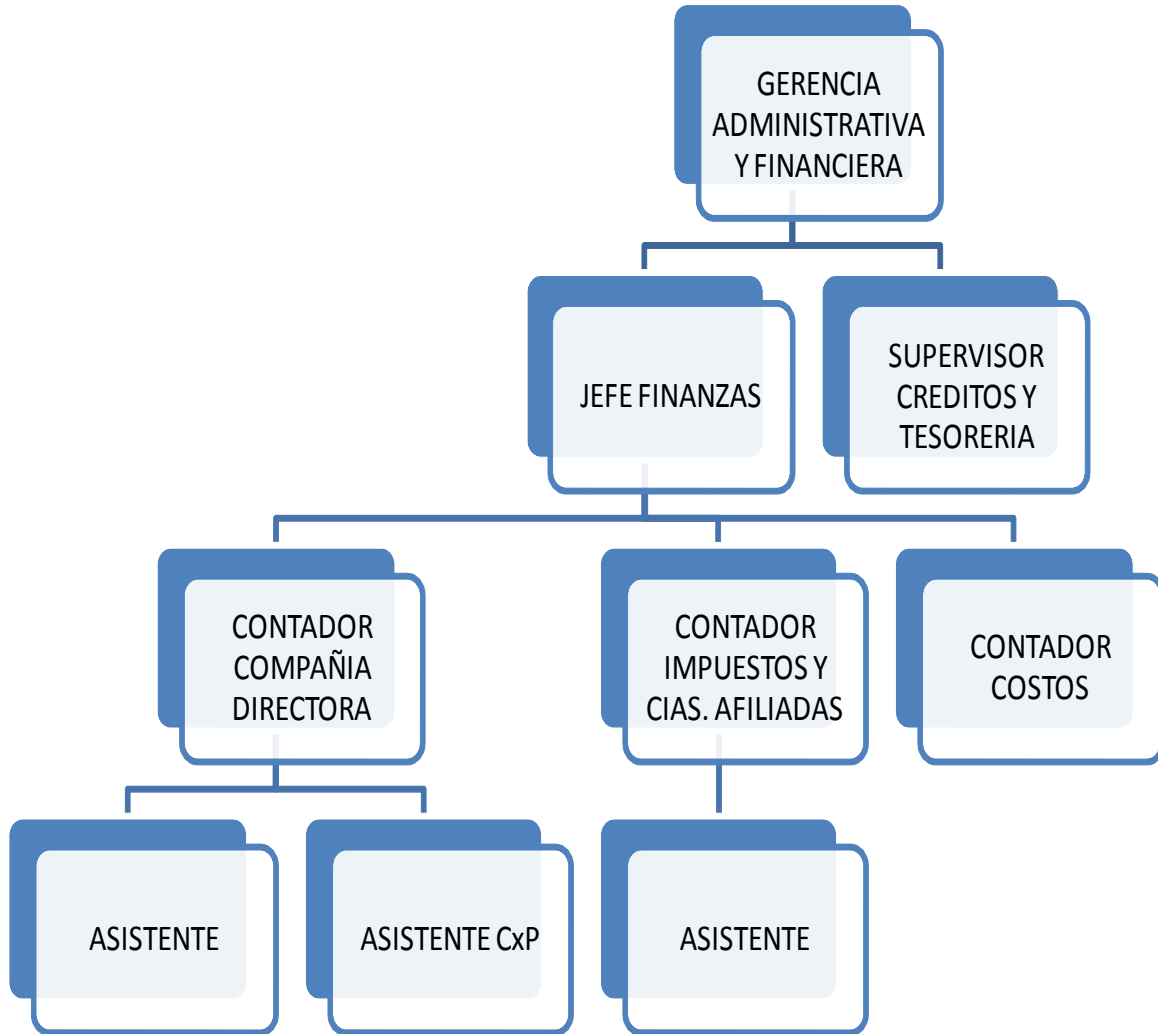 GERENCIA
ADMINISTRATIVA
Y FINANCIERA
JEFE FINANZAS
SUPERVISOR
CREDITOS Y
TESORERIA
CONTADOR
COMPAÑIA
DIRECTORA
CONTADOR
IMPUESTOS Y
CIAS. AFILIADAS
CONTADOR
COSTOS
ASISTENTE
ASISTENTE CxP
ASISTENTE